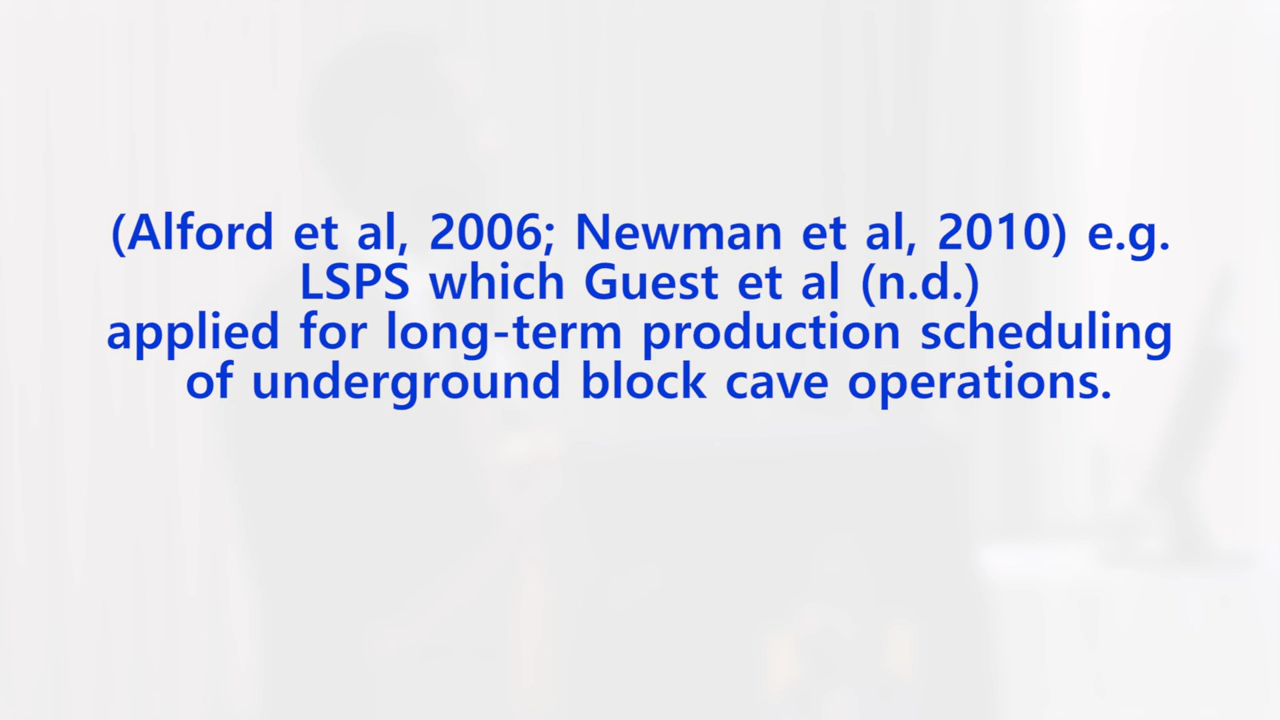 (Alford et al, 2006; Newman et al, 2010) e.g.
LSPS which Guest et al (n.d.)
applied for long-term production scheduling
of underground block cave operations.